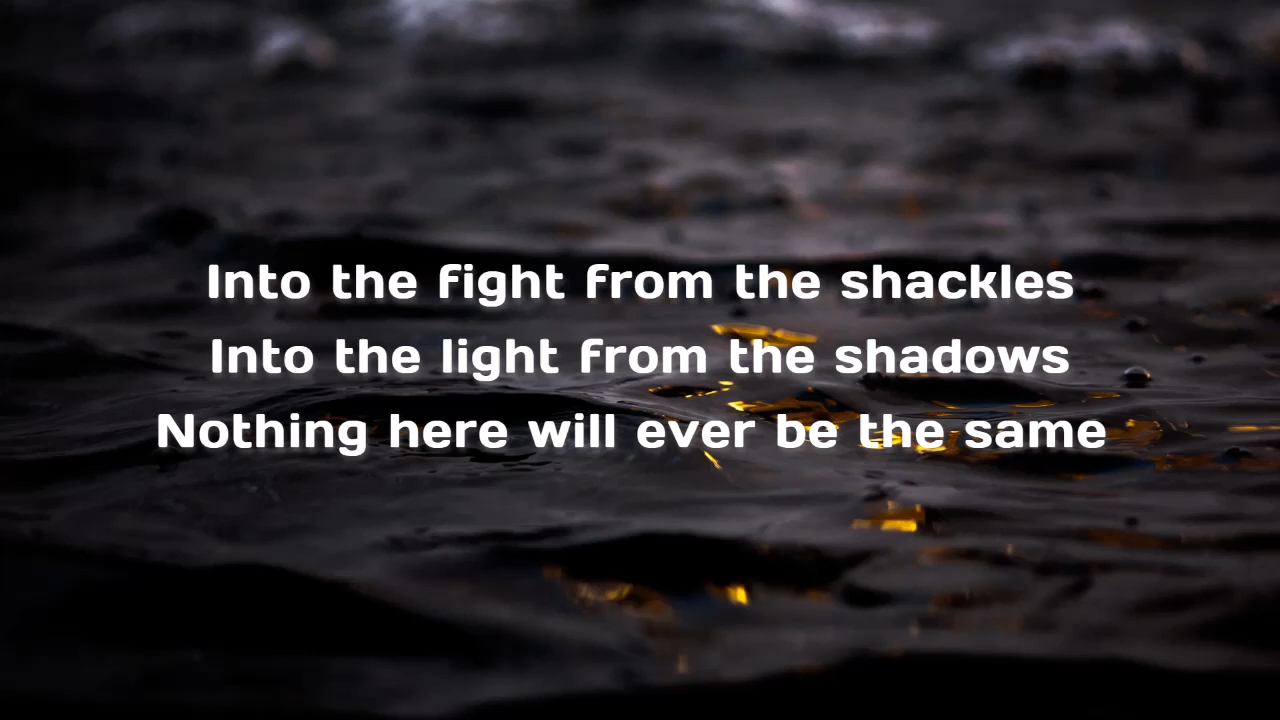 Into the fight from the shackles
Into the light from the shadows
Nothing here will ever be the same